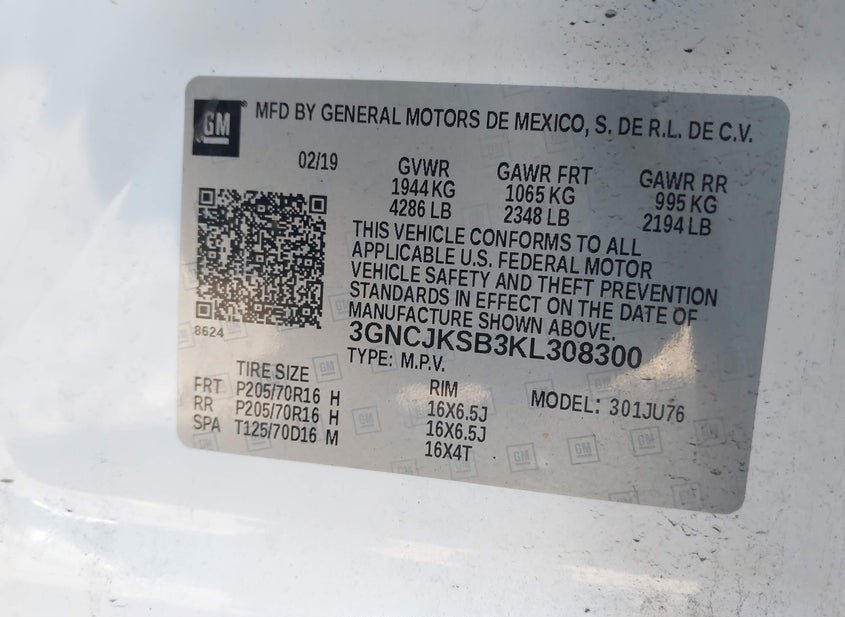 GM
MFD BY GENERAL MOTORS DE MEXICO, S. DE R.L. DE C.V.
02/19 GVWR GAWR FRT GAWR RR
1944 KG 1065 KG 995 KG
4286 LB 2348 LB 2194 LB
THIS VEHICLE CONFORMS TO ALL
APPLICABLE U.S. FEDERAL MOTOR
VEHICLE SAFETY AND THEFT PREVENTION
STANDARDS IN EFFECT ON THE DATE OF
MANUFACTURE SHOWN ABOVE.
8624
3GNCJKSB3KL308300
TYPE: M.P.V.
TIRE SIZE RIM MODEL: 301JU76
FRT P205/70R16 H 16X6.5J
RR P205/70R16 H 16X6.5J
SPA T125/70D16 M 16X4T